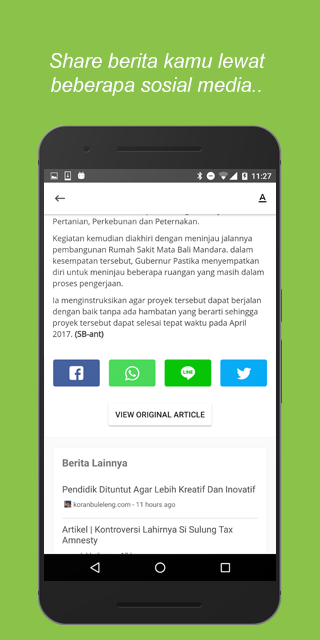 Share berita kamu lewat
beberapa sosial media..
11:27
A
Pertanian, Perkebunan dan Peternakan.
Kegiatan kemudian diakhiri dengan meninjau jalannya
pembangunan Rumah Sakit Mata Bali Mandara. dalam
kesempatan tersebut, Gubernur Pastika menyempatkan
diri untuk meninjau beberapa ruangan yang masih dalam
proses pengerjaan.
Ia menginstruksikan agar proyek tersebut dapat berjalan
dengan baik tanpa ada hambatan yang berarti sehingga
proyek tersebut dapat selesai tepat waktu pada April
2017. (SB-ant)
LINE
VIEW ORIGINAL ARTICLE
Berita Lainnya
Pendidik Dituntut Agar Lebih Kreatif Dan Inovatif
koranbuleleng.com - 11 hours ago
Artikel | Kontroversi Lahirnya Si Sulung Tax
Amnesty